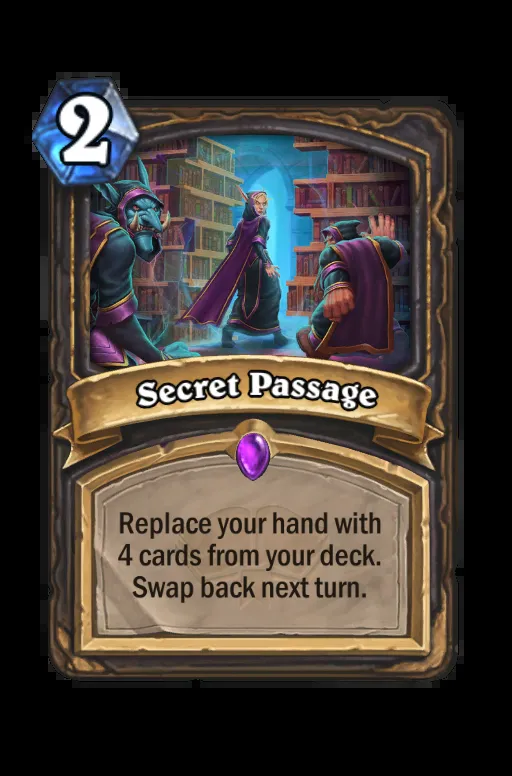 2
Secret Passage
Replace your hand with
4 cards from your deck.
Swap back next turn.